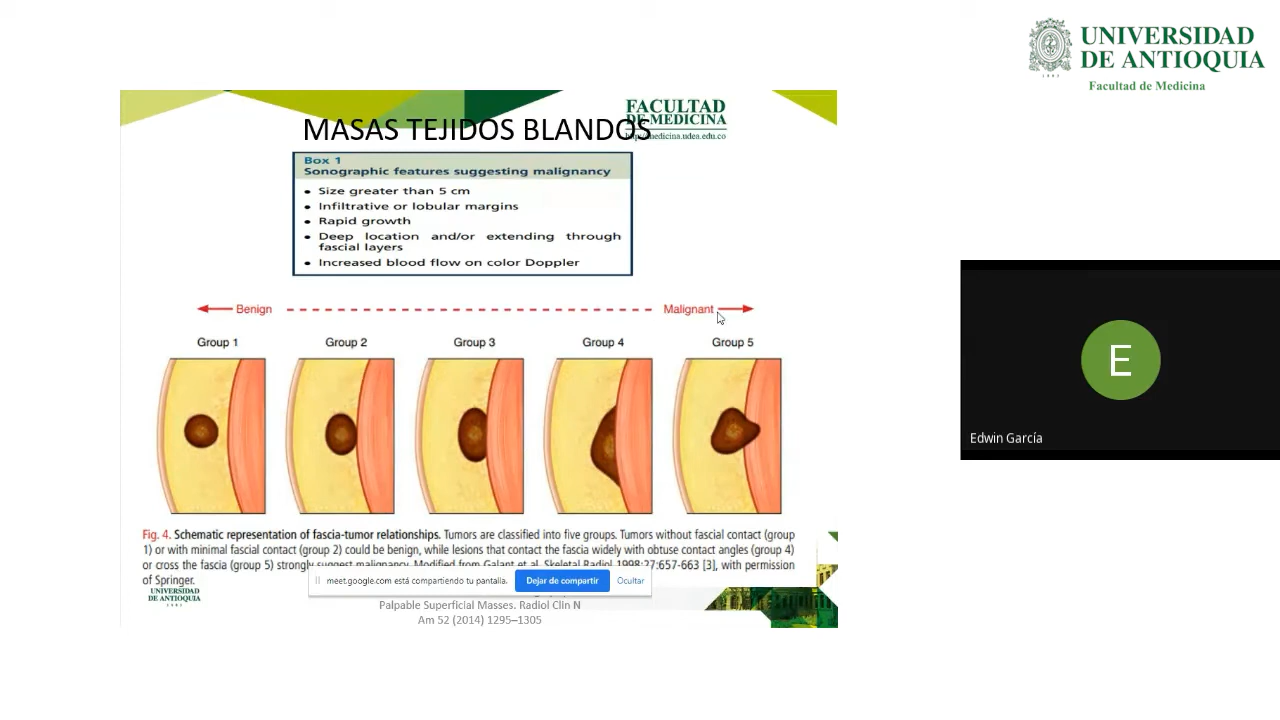 UNIVERSIDAD
DE ANTIOQUIA
1803
Facultad de Medicina
FACULTAD
DE MEDICINA
http://medicina.udea.edu.co
MASAS TEJIDOS BLANDOS
Box 1
Sonographic features suggesting malignancy
• Size greater than 5 cm
• Infiltrative or lobular margins
• Rapid growth
• Deep location and/or extending through
fascial layers
• Increased blood flow on color Doppler
Benign
Malignant
Group 1
Group 2
Group 3
Group 4
Group 5
Fig. 4. Schematic representation of fascia-tumor relationships. Tumors are classified into five groups. Tumors without fascial contact (group
1) or with minimal fascial contact (group 2) could be benign, while lesions that contact the fascia widely with obtuse contact angles (group 4)
or cross the fascia (group 5) strongly suggest malignancy. Modified from Galant et al. Skeletal Radiol 1998;27:657-663 [3], with permission
of Springer.
meet.google.com está compartiendo tu pantalla.
Dejar de compartir
Ocultar
UNIVERSIDAD
DE ANTIOQUIA
Palpable Superficial Masses. Radiol Clin N
Am 52 (2014) 1295–1305
E
Edwin García